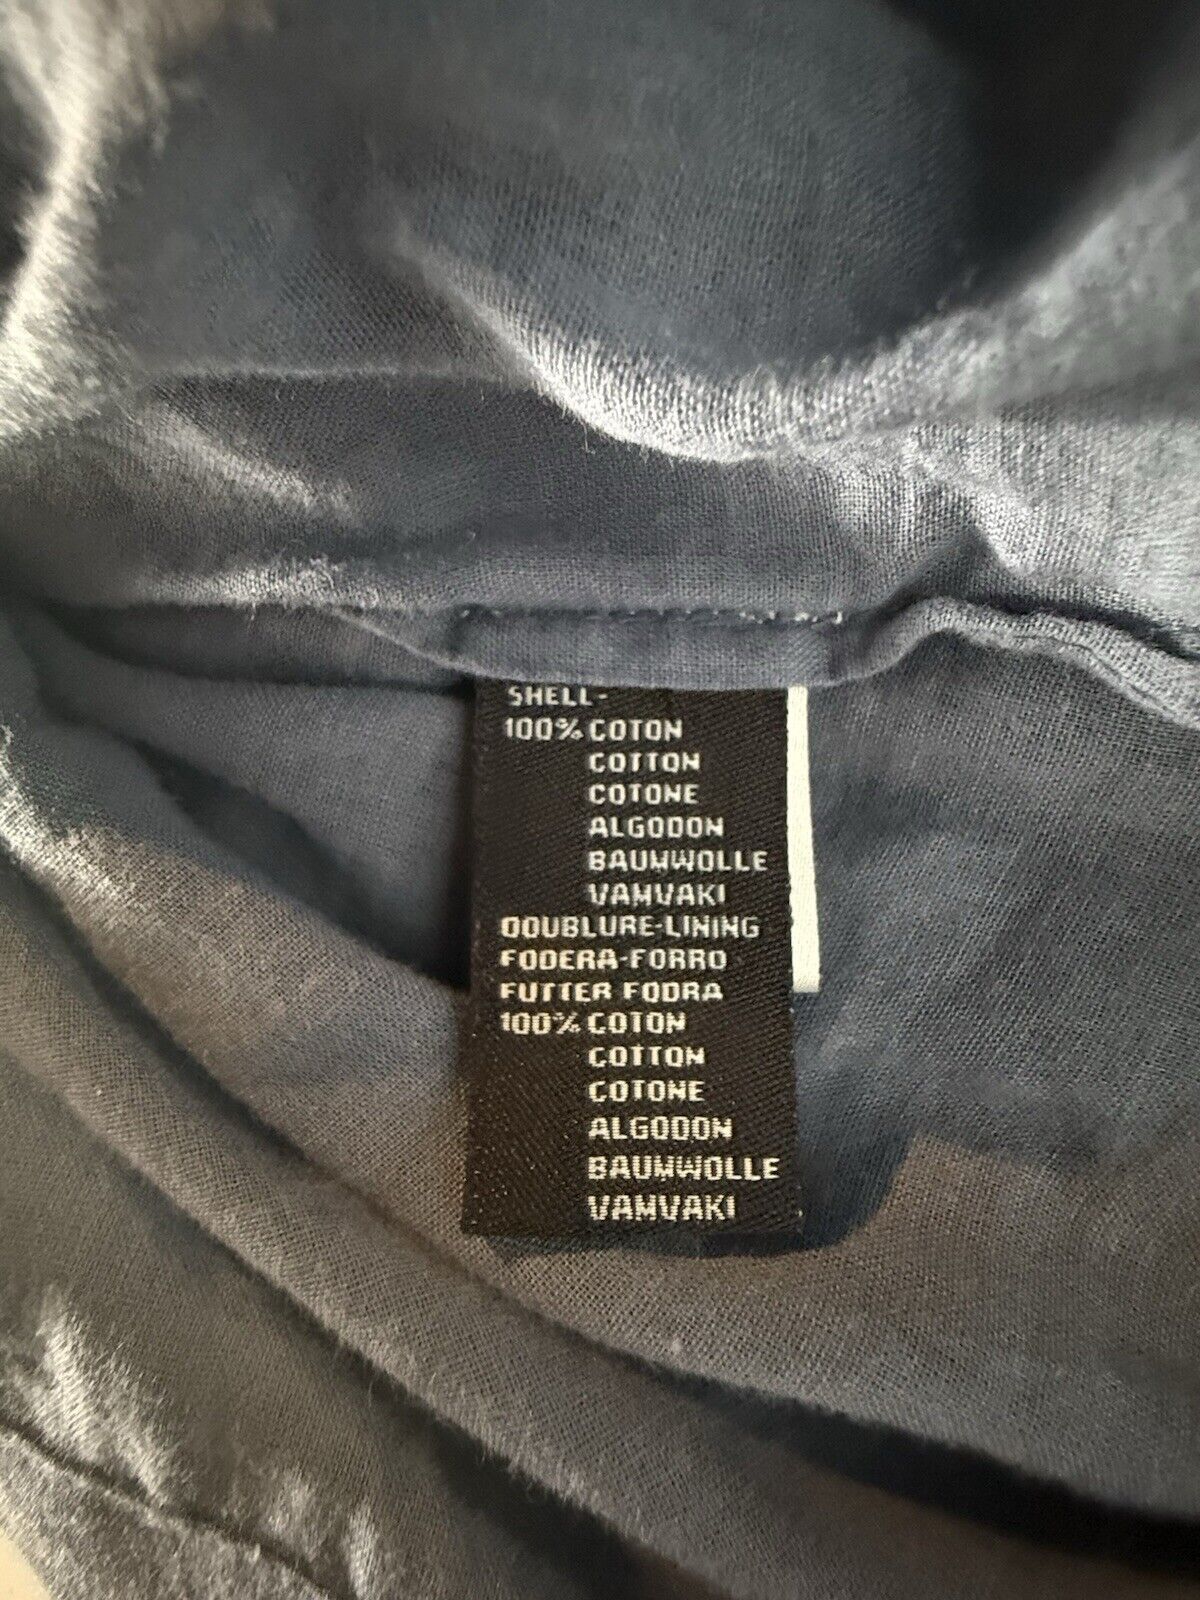 SHELL-
100% COTON
COTTON
COTONE
ALGODON
BAUMWOLLE
VAMVAKI
DOUBLURE-LINING
FODERA-FORRO
FUTTER FODRA
100% COTON
COTTON
COTONE
ALGODON
BAUMWOLLE
VAMVAKI